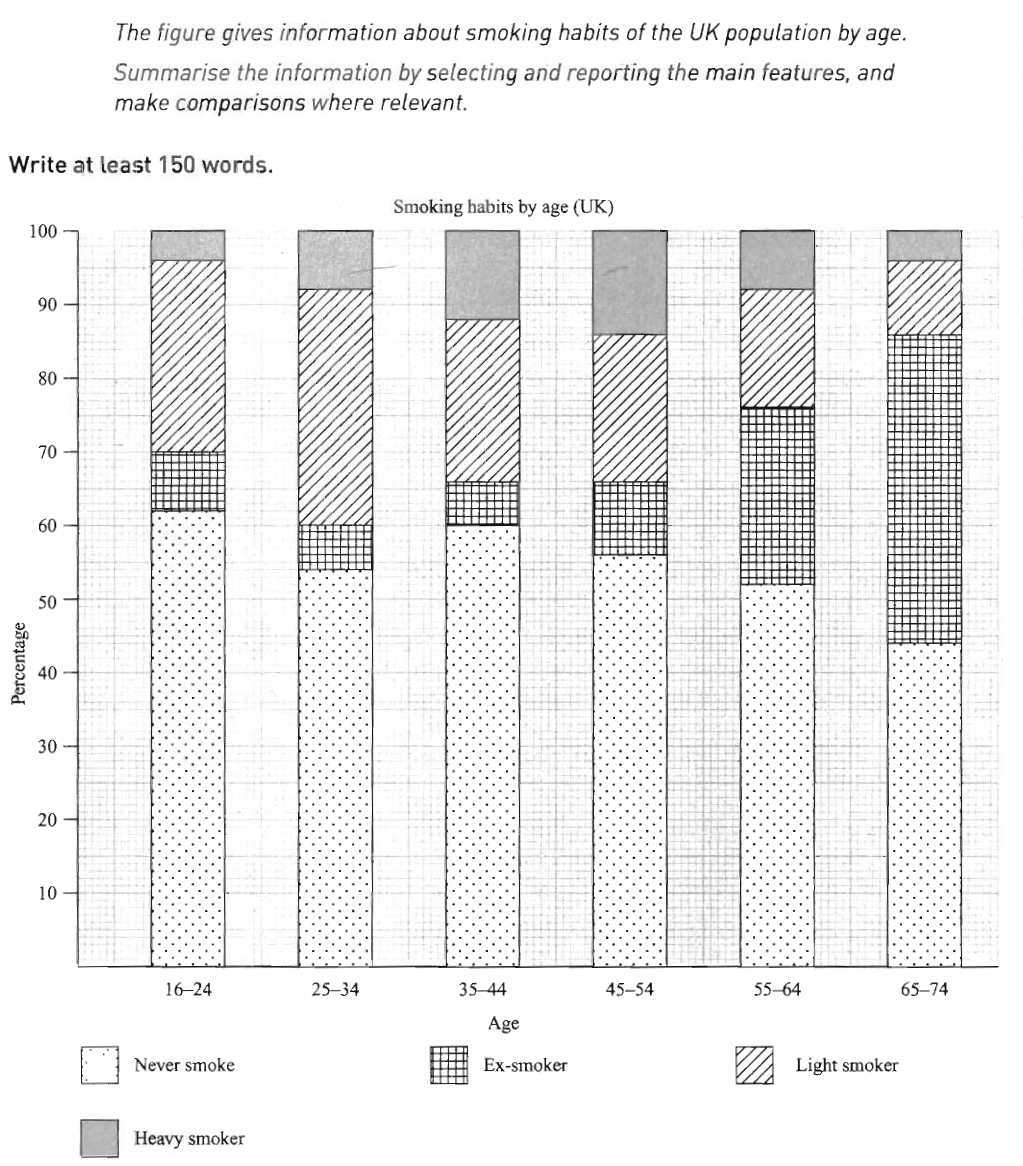 The figure gives information about smoking habits of the UK population by age.
Summarise the information by selecting and reporting the main features, and
make comparisons where relevant.
Write at least 150 words.
Smoking habits by age (UK)
100
90
80
70
60
50
40
30
20
10
Percentage
16–24 25–34 35–44 45–54 55–64 65–74
Age
Never smoke Ex-smoker Light smoker
Heavy smoker